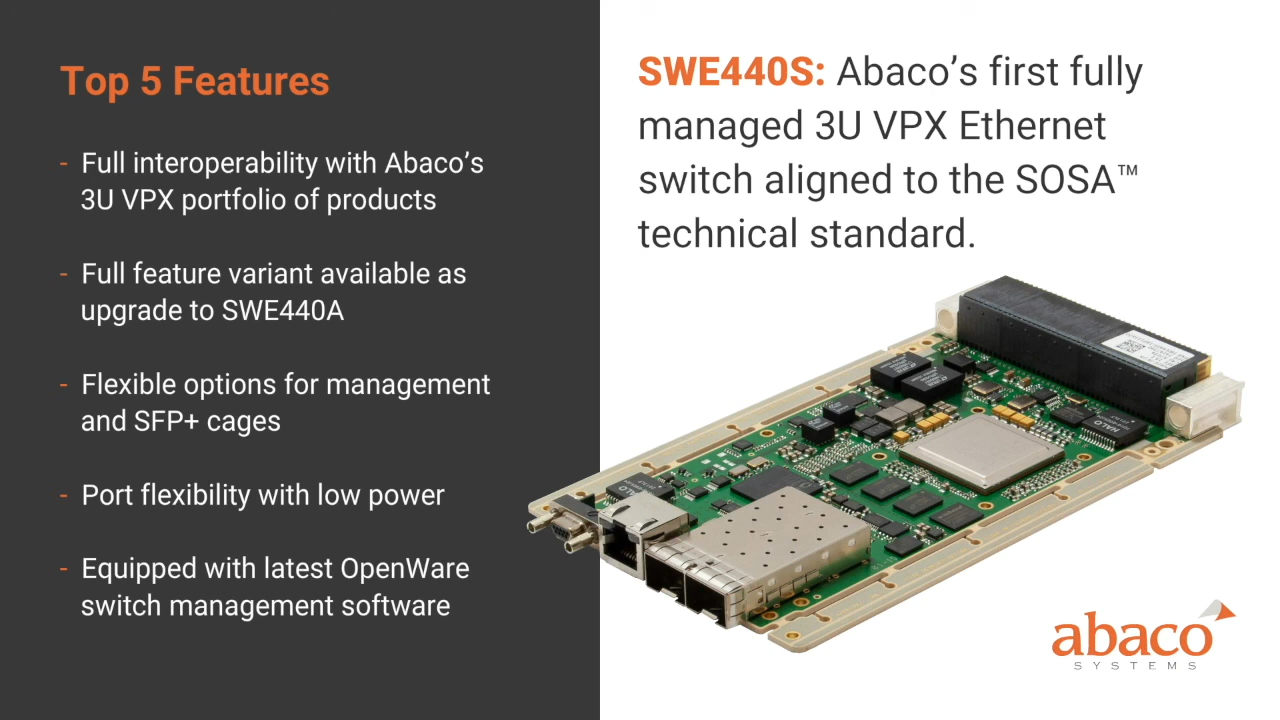 Top 5 Features
- Full interoperability with Abaco's
3U VPX portfolio of products
- Full feature variant available as
upgrade to SWE440A
- Flexible options for management
and SFP+ cages
- Port flexibility with low power
- Equipped with latest OpenWare
switch management software
SWE440S: Abaco's first fully
managed 3U VPX Ethernet
switch aligned to the SOSA™
technical standard.
HALO
HALO
abaco
SYSTEMS